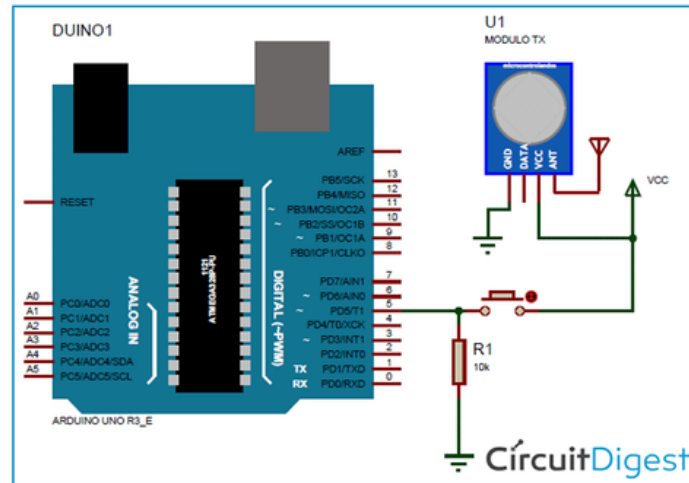 DUINO1
U1
MODULO TX
GND
DATA
VCC
ANT
VCC
AREF
RESET
PB5/SCK 13
PB4/MISO 12
~ PB3/MOSI/OC2A 11
~ PB2/SS/OC1B 10
~ PB1/OC1A 9
PB0/ICP1/CLKO 8
PD7/AIN1 7
~ PD6/AIN0 6
~ PD5/T1 5
PD4/T0/XCK 4
~ PD3/INT1 3
PD2/INT0 2
TX PD1/TXD 1
RX PD0/RXD 0
A0 PC0/ADC0
A1 PC1/ADC1
A2 PC2/ADC2
A3 PC3/ADC3
A4 PC4/ADC4/SDA
A5 PC5/ADC5/SCL
ANALOG IN
1121
ATMEGA328P-PU
DIGITAL (~PWM)
R1
10k
ARDUINO UNO R3_E
CírcuitDigest